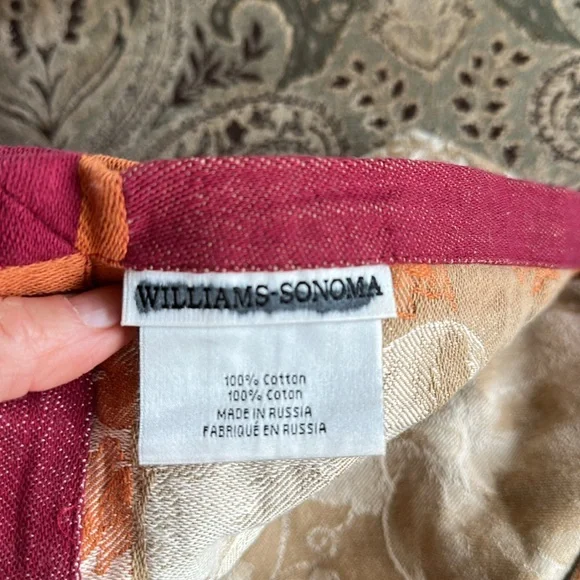 WILLIAMS-SONOMA
100% Cotton
100% Coton
MADE IN RUSSIA
FABRIQUÉ EN RUSSIA